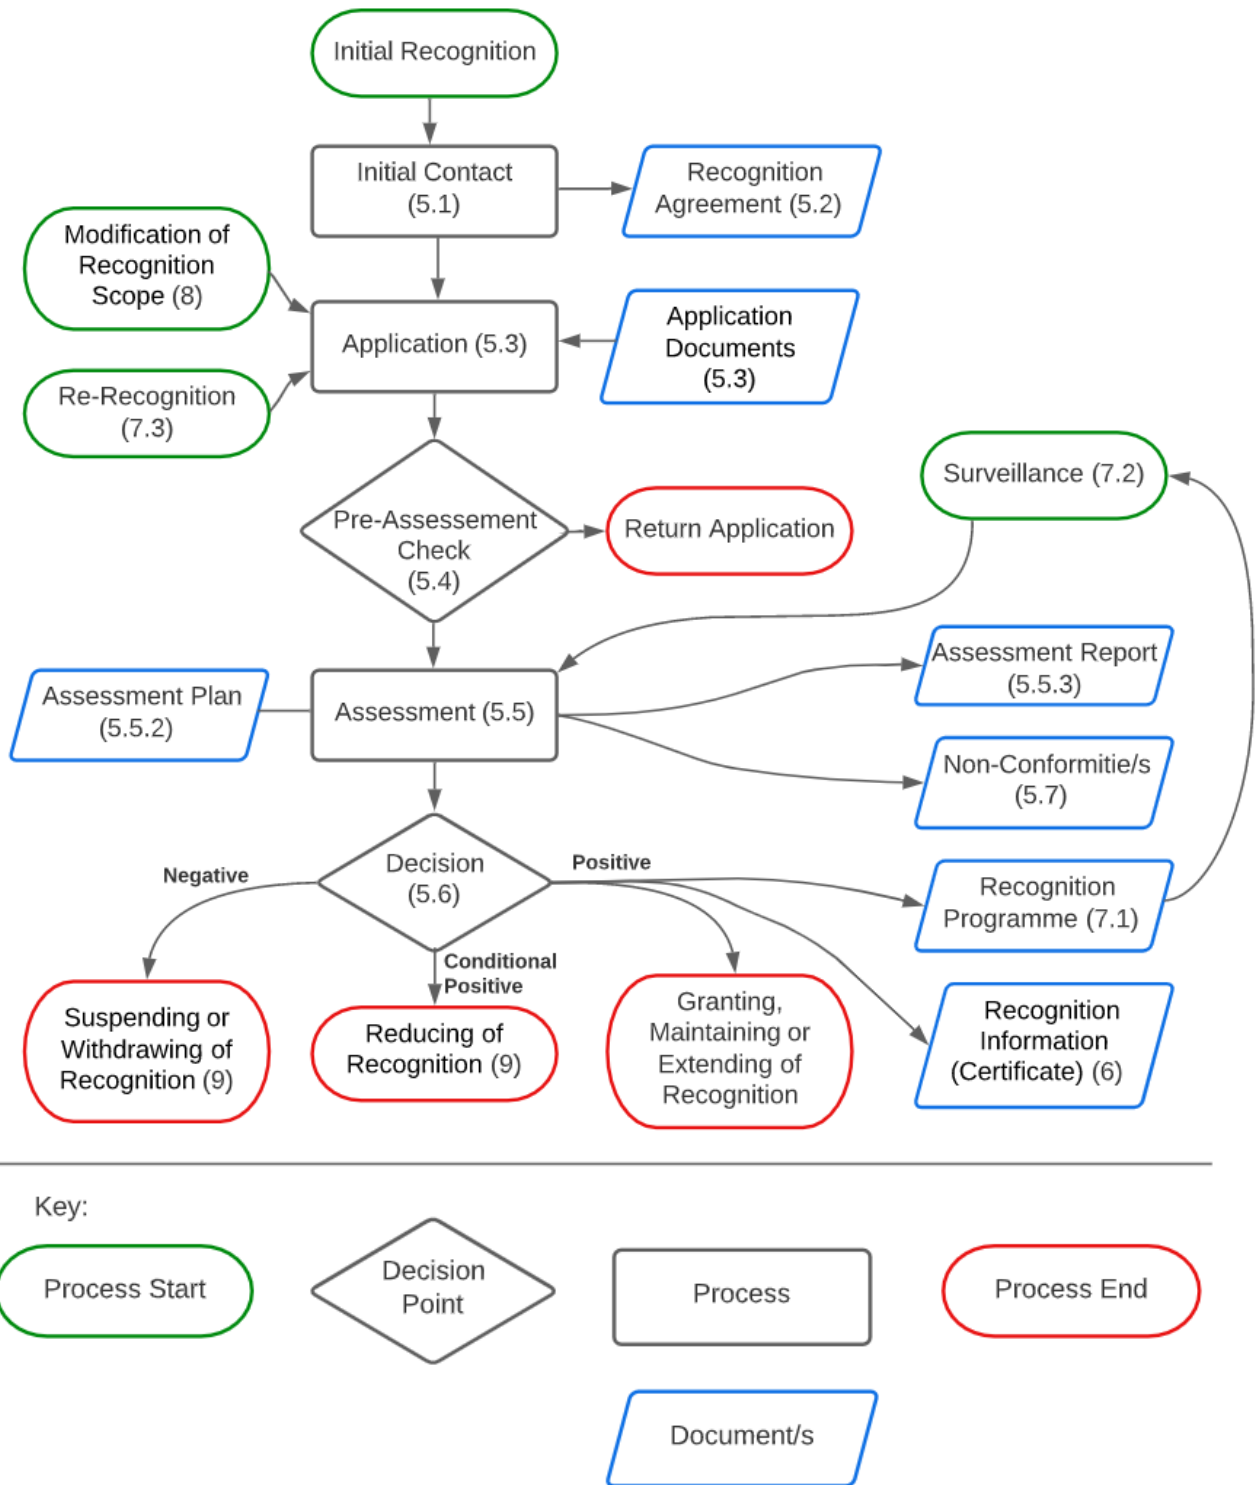 Initial Recognition
Initial Contact
(5.1)
Recognition
Agreement (5.2)
Modification of
Recognition
Scope (8)
Application (5.3)
Application
Documents
(5.3)
Re-Recognition
(7.3)
Pre-Assessement
Check
(5.4)
Return Application
Surveillance (7.2)
Assessment Plan
(5.5.2)
Assessment (5.5)
Assessment Report
(5.5.3)
Non-Conformitie/s
(5.7)
Decision
(5.6)
Negative
Positive
Conditional
Positive
Recognition
Programme (7.1)
Suspending or
Withdrawing of
Recognition (9)
Reducing of
Recognition (9)
Granting,
Maintaining or
Extending of
Recognition
Recognition
Information
(Certificate) (6)
Key:
Process Start
Decision
Point
Process
Process End
Document/s